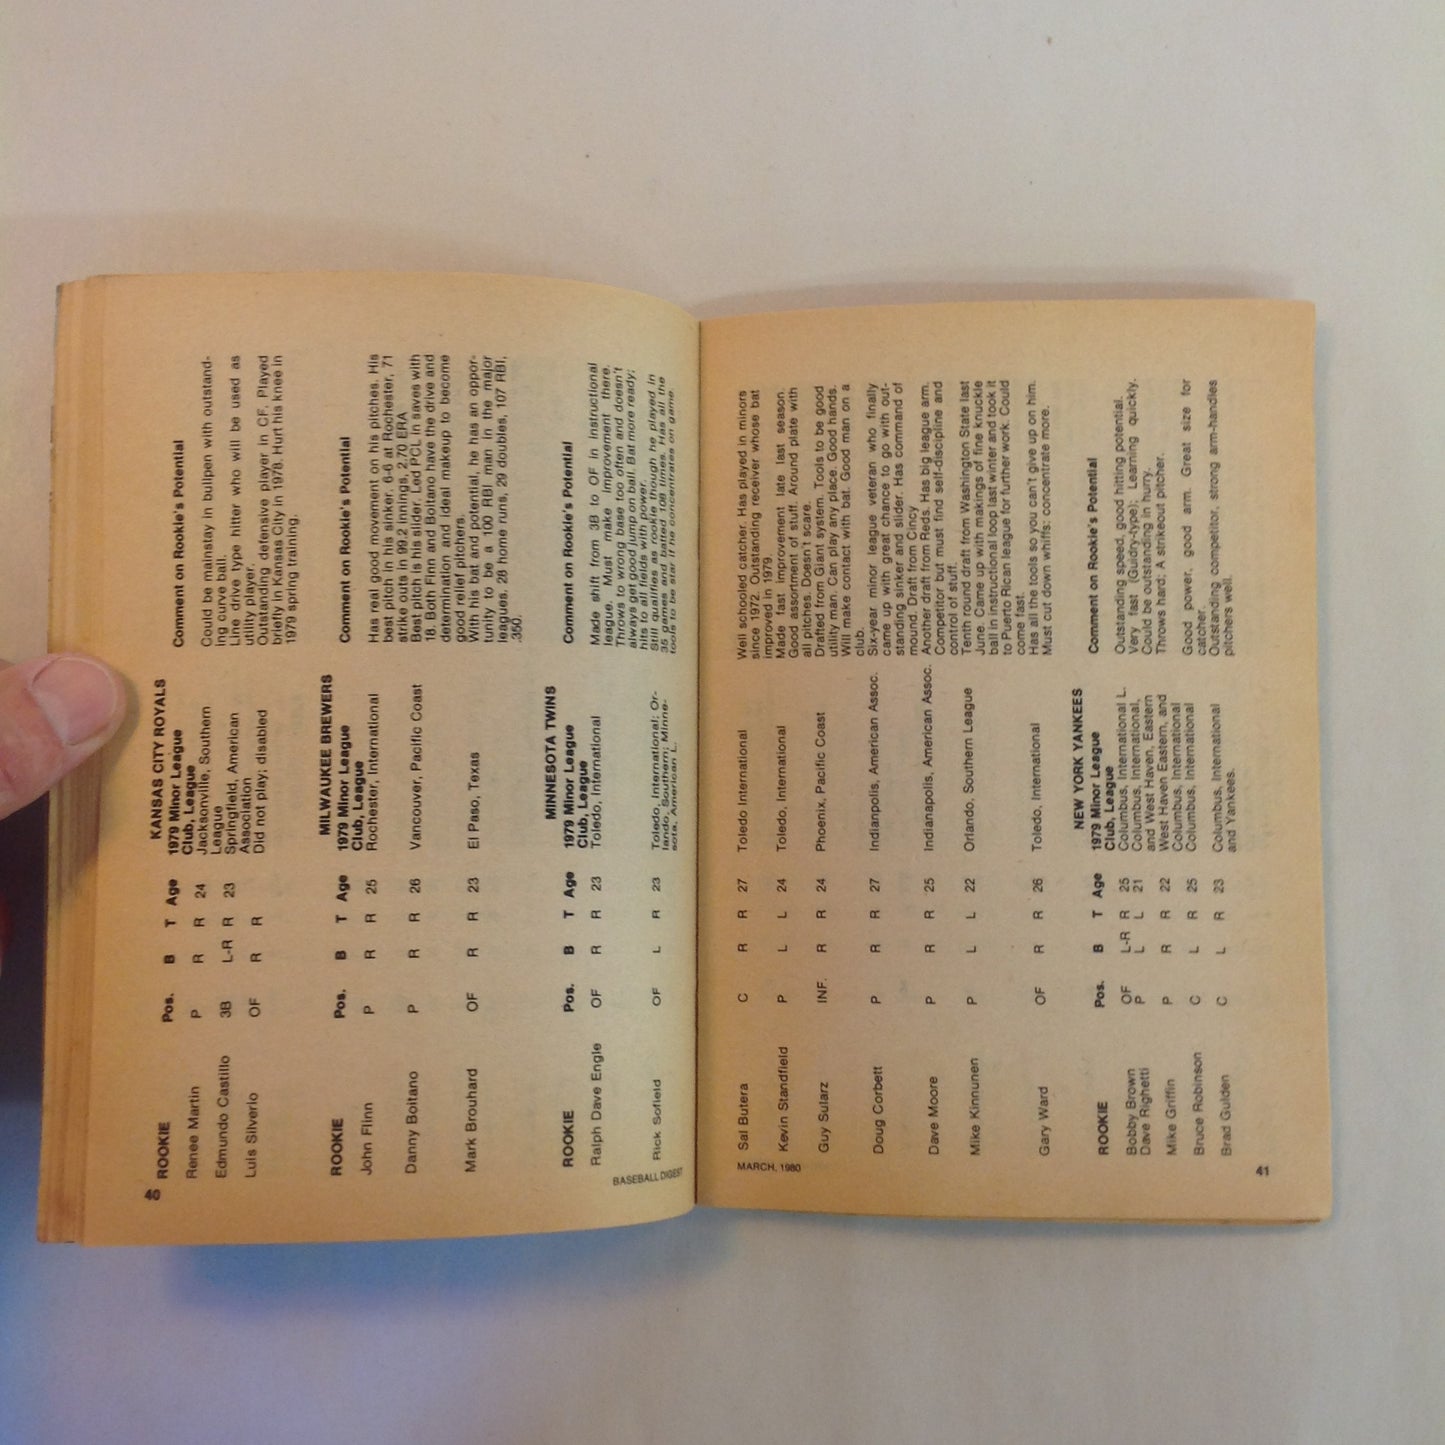 40
KANSAS CITY ROYALS
ROOKIE Pos. B T Age 1979 Minor League Club, League Comment on Rookie's Potential
Renee Martin P R R 24 Jacksonville, Southern League Could be mainstay in bullpen with outstand-
ing curve ball.
Edmundo Castillo 3B L-R R 23 Springfield, American Association Line drive type hitter who will be used as
utility player.
Luis Silverio OF R R Did not play; disabled Outstanding defensive player in CF. Played
briefly in Kansas City in 1978. Hurt his knee in
1979 spring training.
MILWAUKEE BREWERS
ROOKIE Pos. B T Age 1979 Minor League Club, League Comment on Rookie's Potential
John Flinn P R R 25 Rochester, International Has real good movement on his pitches. His
best pitch in his sinker. 6-6 at Rochester, 71
strike outs in 99.2 innings, 2.70 ERA
Danny Boitano P R R 26 Vancouver, Pacific Coast Best pitch is his slider. Led PCL in saves with
18. Both Finn and Boitano have the drive and
determination and ideal makeup to become
good relief pitchers.
Mark Brouhard OF R R 23 El Paso, Texas With his bat and potential, he has an oppor-
tunity to be a 100 RBI man in the major
leagues. 28 home runs, 29 doubles, 107 RBI,
.350.
MINNESOTA TWINS
ROOKIE Pos. B T Age 1979 Minor League Club, League Comment on Rookie's Potential
Ralph Dave Engle OF R R 23 Toledo, International Made shift from 3B to OF in instructional
league. Must make improvement there.
Throws to wrong base too often and doesn't
always get good jump on ball. Bat more ready;
hits to all fields with power.
Rick Sofield OF L R 23 Toledo, International; Or-
lando, Southern; Minne-
sota, American L. Still qualifies as rookie though he played in
35 games and batted 108 times. Has all the
tools to be star if he concentrates on game.
BASEBALL DIGEST
Sal Butera C R R 27 Toledo International Well schooled catcher. Has played in minors
since 1972. Outstanding receiver whose bat
improved in 1979.
Kevin Standfield P L L 24 Toledo, International Made fast improvement late last season.
Good assortment of stuff. Around plate with
all pitches. Doesn't scare.
Guy Sularz INF. R R 24 Phoenix, Pacific Coast Drafted from Giant system. Tools to be good
utility man. Can play any place. Good hands.
Will make contact with bat. Good man on a
club.
Doug Corbett P R R 27 Indianpolis, American Assoc. Six-year minor league veteran who finally
came up with great chance to go with out-
standing sinker and slider. Has command of
mound. Draft from Cincy
Dave Moore P R R 25 Indianapolis, American Assoc. Another draft from Reds. Has big league arm.
Competitor but must find self-discipline and
control of stuff.
Mike Kinnunen P L L 22 Orlando, Southern League Tenth round draft from Washington State last
June. Came up with makings of fine knuckle
ball in instructional loop last winter and took it
to Puerto Rican league for further work. Could
come fast.
Gary Ward OF R R 26 Toledo, International Has all the tools so you can't give up on him.
Must cut down whiffs: concentrate more.
NEW YORK YANKEES
ROOKIE Pos. B T Age 1979 Minor League Club, League Comment on Rookie's Potential
Bobby Brown OF L-R R 25 Columbus, International L. Outstanding speed, good hitting potential.
Dave Righetti P L L 21 Columbus, International, and West Haven, Eastern Very fast (Guidry-type); Learning quickly.
Could be outstanding in hurry.
Mike Griffin P R R 22 West Haven Eastern, and Columbus, International Throws hard; A strikeout pitcher.
Bruce Robinson C L R 25 Columbus, International Good power, good arm. Great size for
catcher.
Brad Gulden C L R 23 Columbus, International and Yankees. Outstanding competitor, strong arm-handles
pitchers well.
MARCH, 1980
41